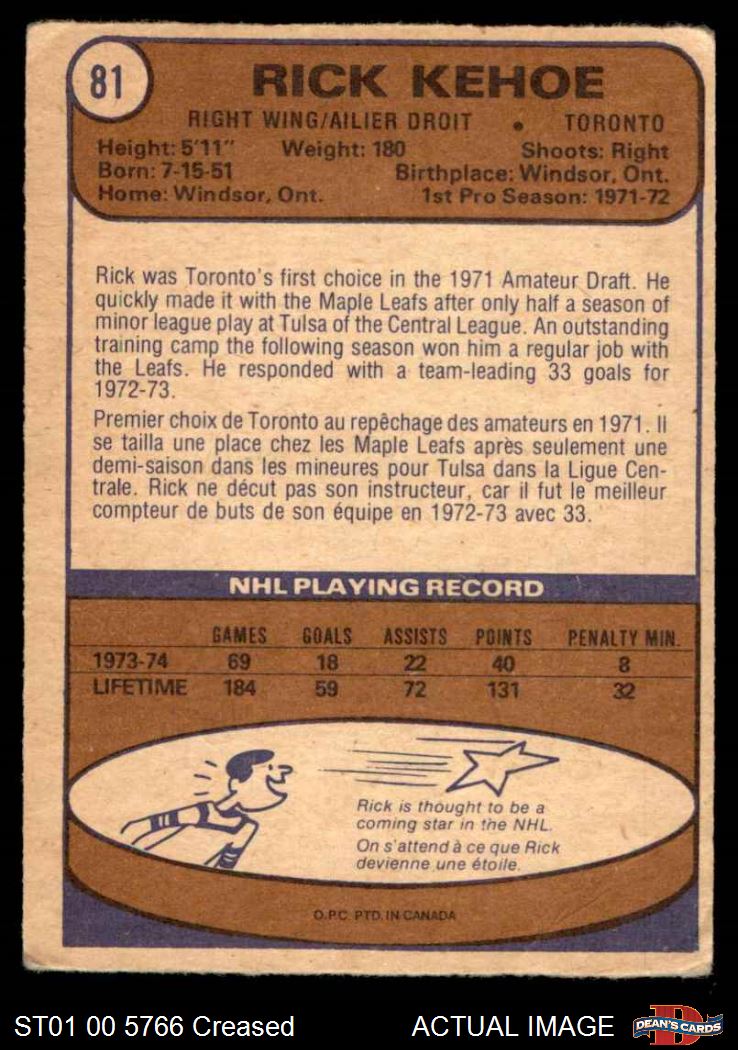 81
RICK KEHOE
RIGHT WING/AILIER DROIT • TORONTO
Height: 5'11" Weight: 180 Shoots: Right
Born: 7-15-51 Birthplace: Windsor, Ont.
Home: Windsor, Ont. 1st Pro Season: 1971-72
Rick was Toronto's first choice in the 1971 Amateur Draft. He
quickly made it with the Maple Leafs after only half a season of
minor league play at Tulsa of the Central League. An outstanding
training camp the following season won him a regular job with
the Leafs. He responded with a team-leading 33 goals for
1972-73.
Premier choix de Toronto au repêchage des amateurs en 1971. Il
se tailla une place chez les Maple Leafs après seulement une
demi-saison dans les mineures pour Tulsa dans la Ligue Cen-
trale. Rick ne décut pas son instructeur, car il fut le meilleur
compteur de buts de son équipe en 1972-73 avec 33.
NHL PLAYING RECORD
GAMES GOALS ASSISTS POINTS PENALTY MIN.
1973-74 69 18 22 40 8
LIFETIME 184 59 72 131 32
Rick is thought to be a
coming star in the NHL.
On s'attend à ce que Rick
devienne une étoile.
O.P.C. PTD. IN CANADA
ST01 00 5766 Creased ACTUAL IMAGE
D
DEAN'S CARDS